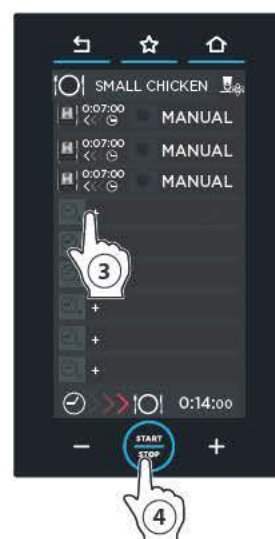 SMALL CHICKEN
0:07:00
MANUAL
0:07:00
MANUAL
0:07:00
MANUAL
+
3
+
+
0:14:00
−
START
STOP
+
4